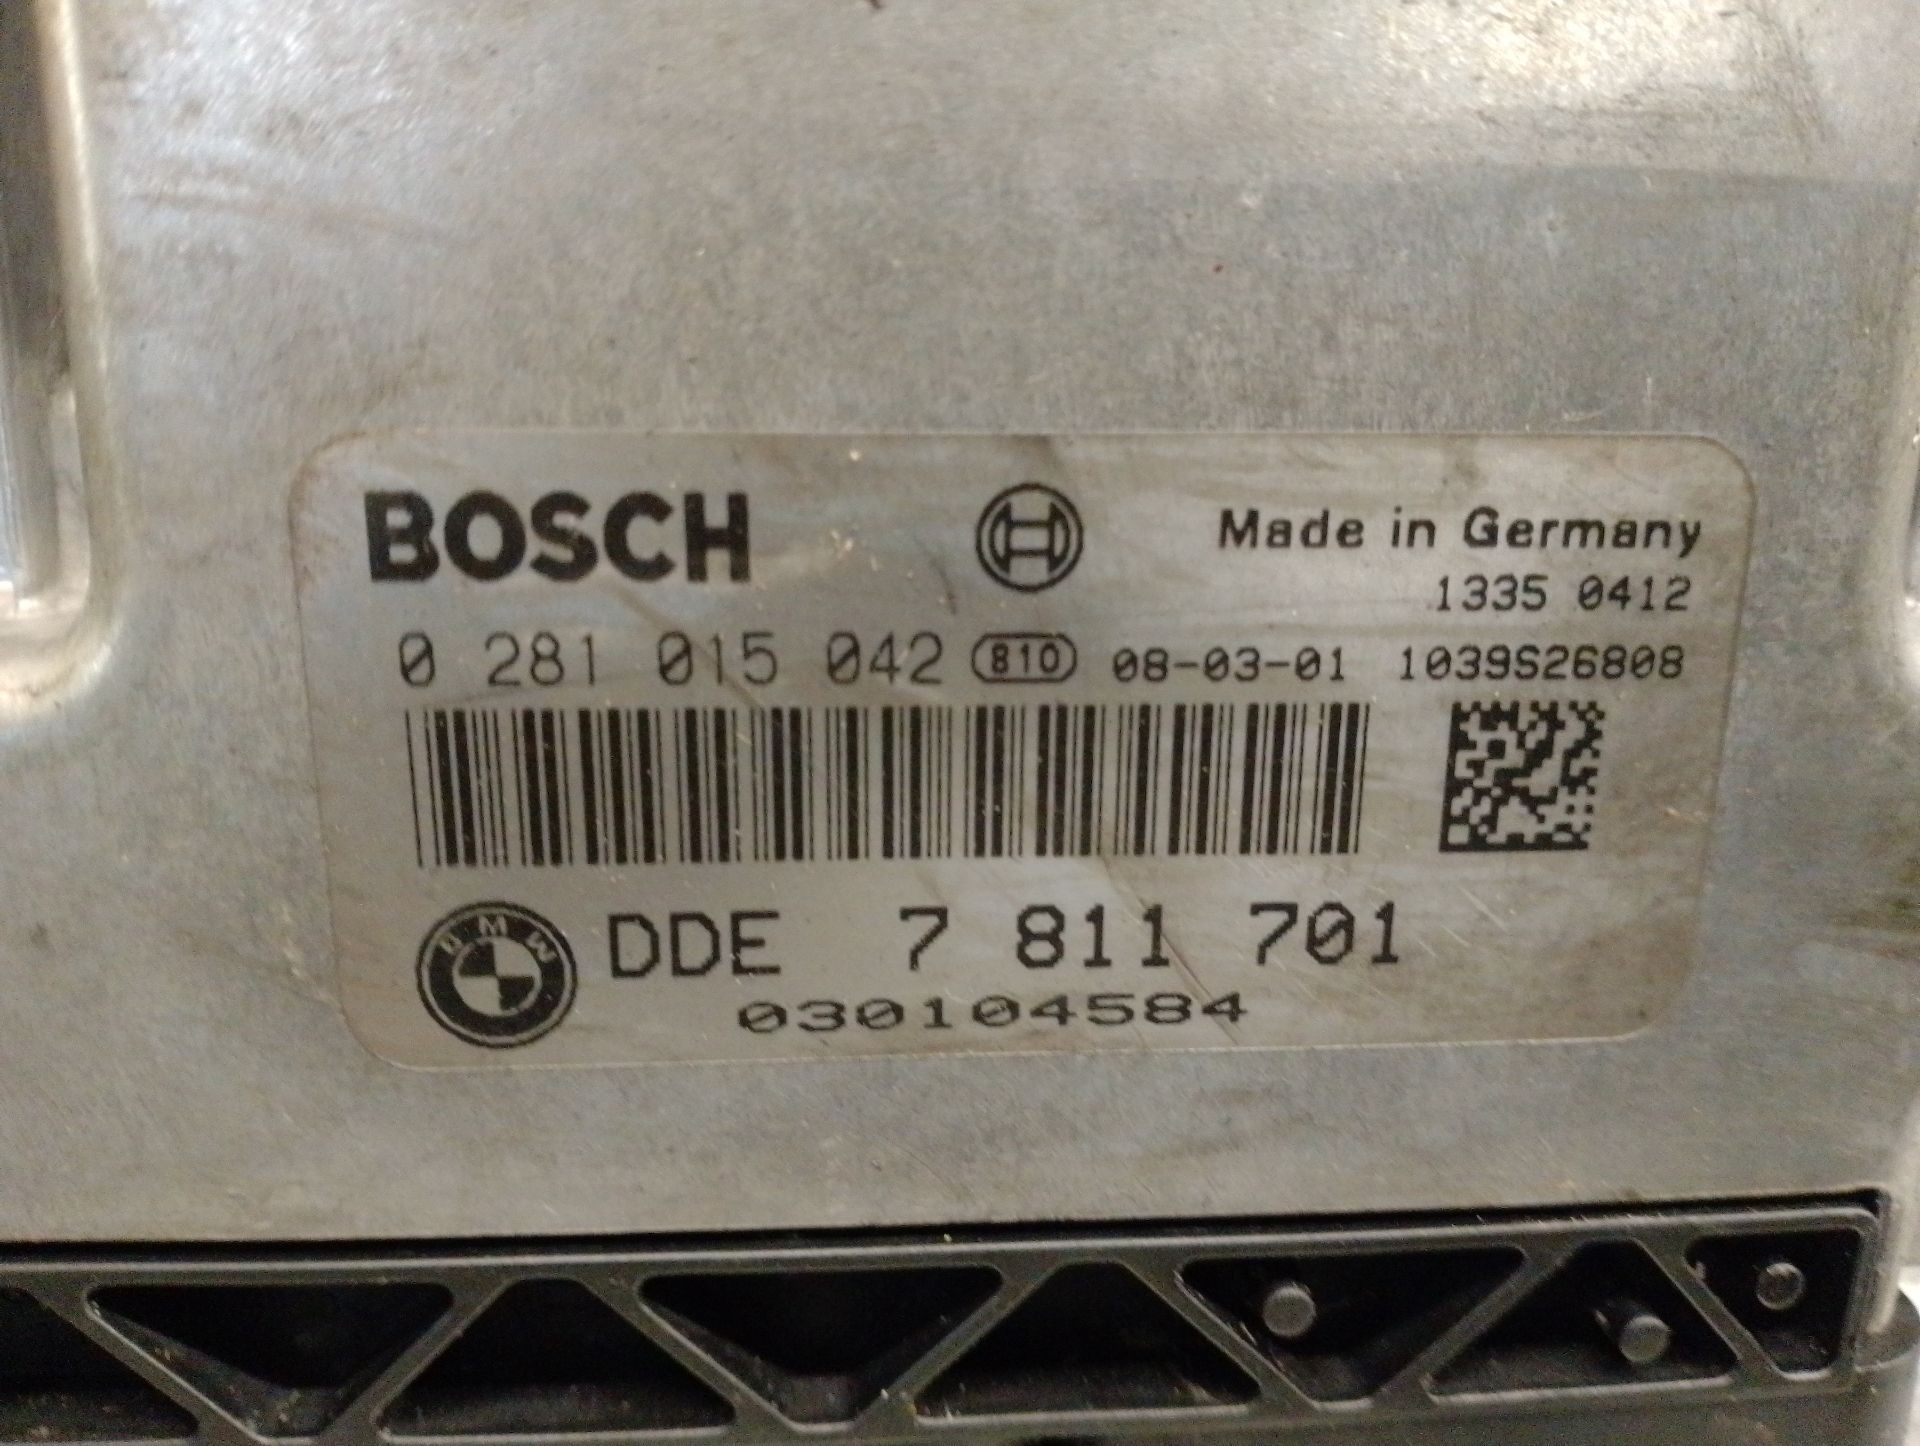 BOSCH
Made in Germany
1335 0412
0 281 015 042 810 08-03-01 1039S26808
BMW DDE 7 811 701
030104584